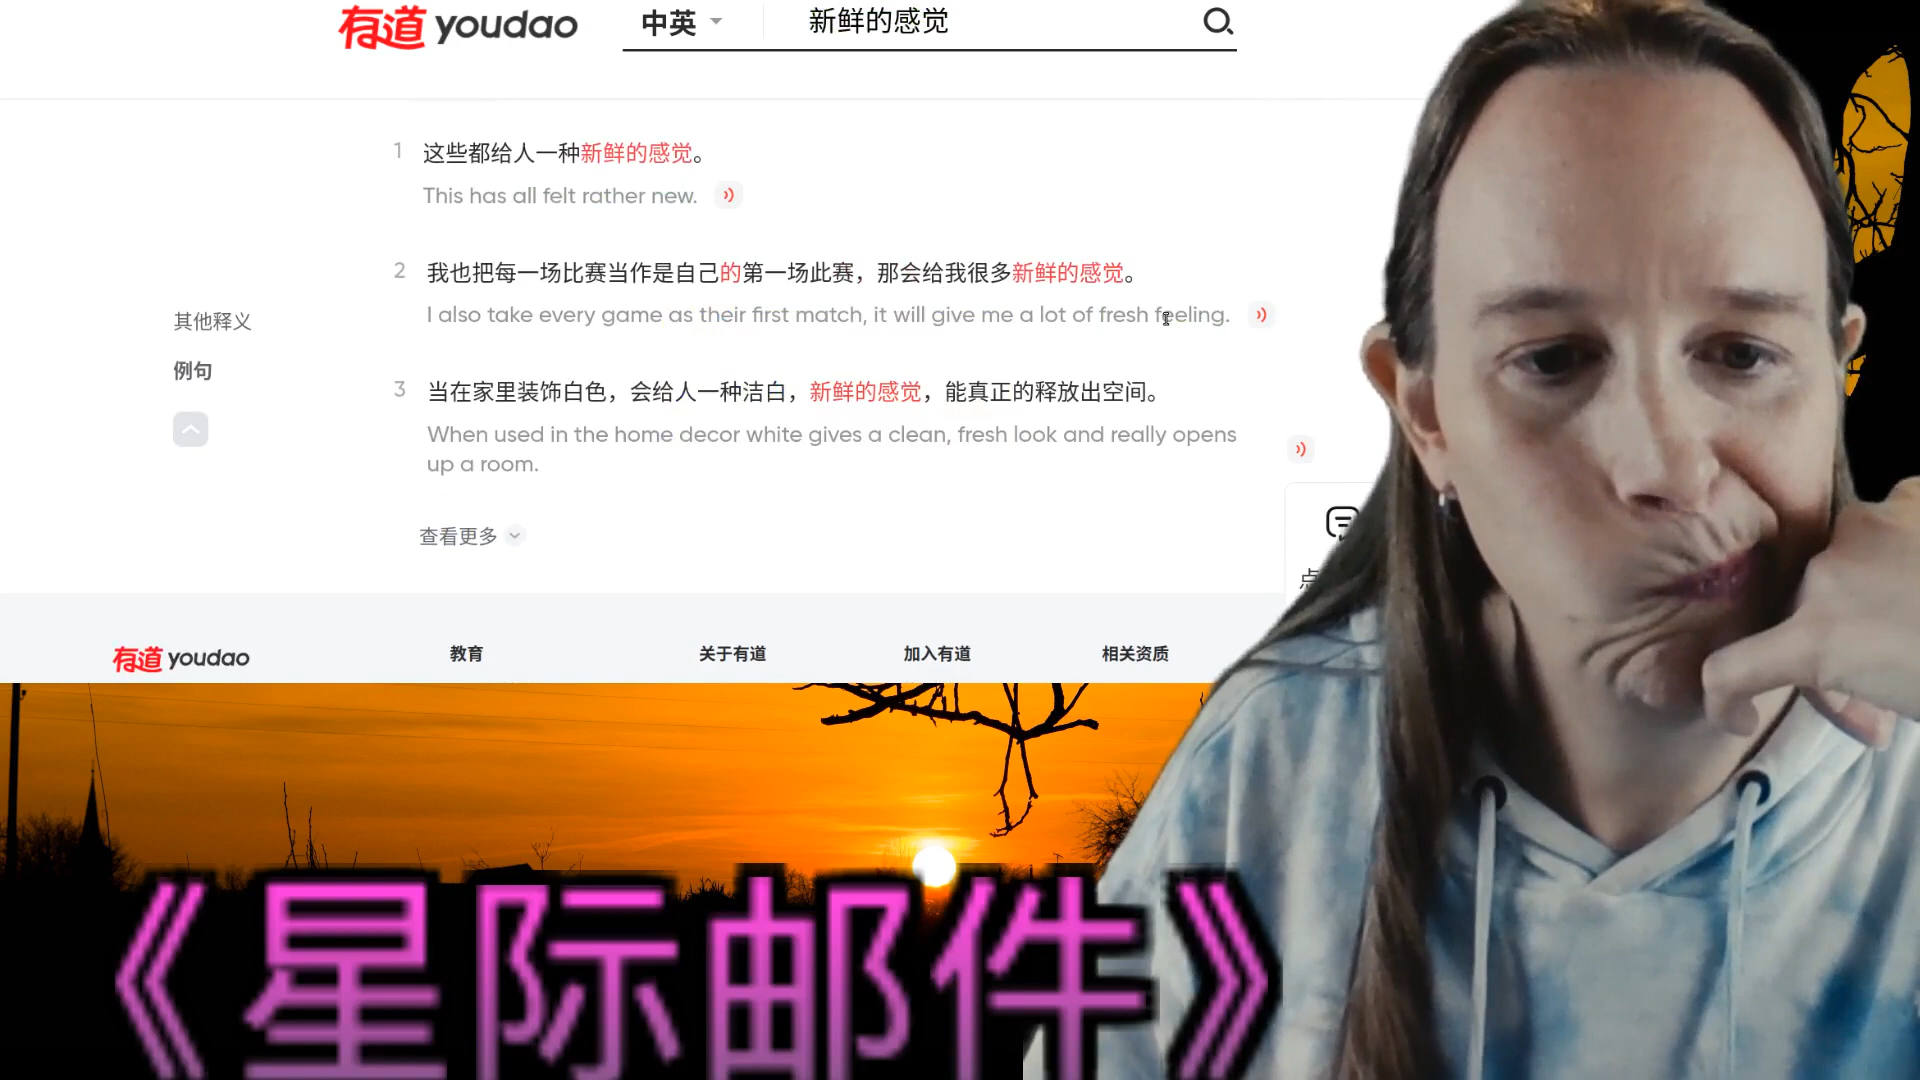 有道 youdao
中英
新鲜的感觉
1 这些都给人一种新鲜的感觉。
This has all felt rather new.
2 我也把每一场比赛当作是自己的第一场此赛，那会给我很多新鲜的感觉。
I also take every game as their first match, it will give me a lot of fresh feeling.
3 当在家里装饰白色，会给人一种洁白，新鲜的感觉，能真正的释放出空间。
When used in the home decor white gives a clean, fresh look and really opens
up a room.
其他释义
例句
查看更多
点
有道 youdao
教育
关于有道
加入有道
相关资质
《星际邮件》